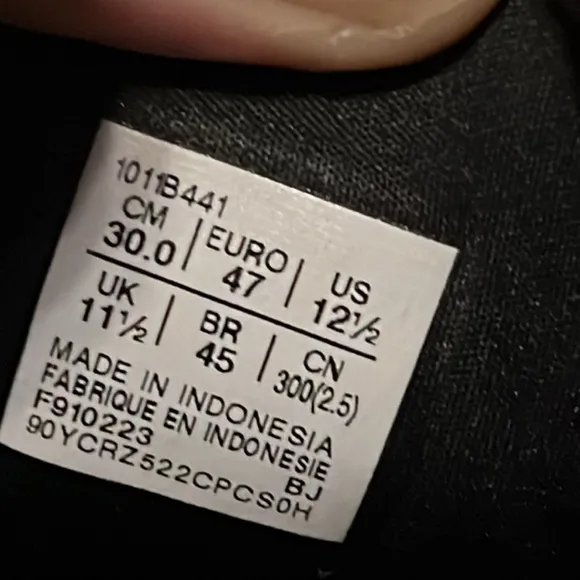 1011B441
CM | EURO | US
30.0 | 47 | 12½
UK | BR | CN
11½ | 45 | 300(2.5)
MADE IN INDONESIA
FABRIQUE EN INDONESIE
F910223 BJ
90YCRZ522CPCS0H